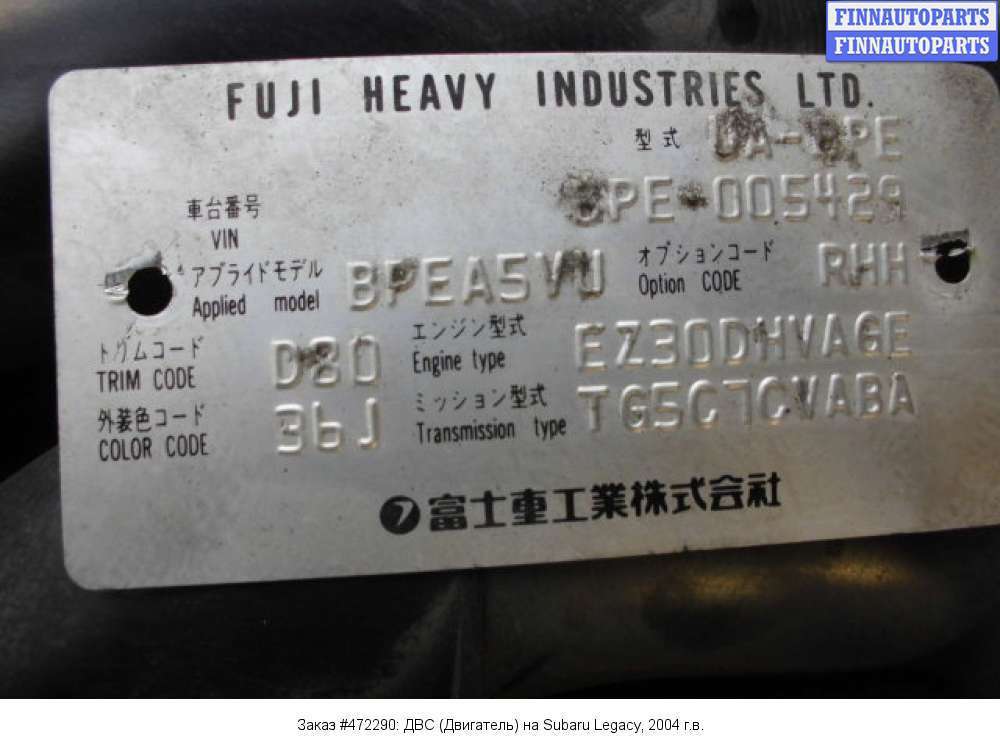 FINNAUTOPARTS
FINNAUTOPARTS
FUJI HEAVY INDUSTRIES LTD.
型式 UA-BPE
車台番号
VIN BPE-005429
アプライドモデル
Applied model BPEA5VU
オプションコード
Option CODE RHH
トリムコード
TRIM CODE D80
エンジン型式
Engine type EZ30DHVAGE
外装色コード
COLOR CODE 36J
ミッション型式
Transmission type TG5C7CVABA
富士重工業株式会社
Заказ #472290: ДВС (Двигатель) на Subaru Legacy, 2004 г.в.